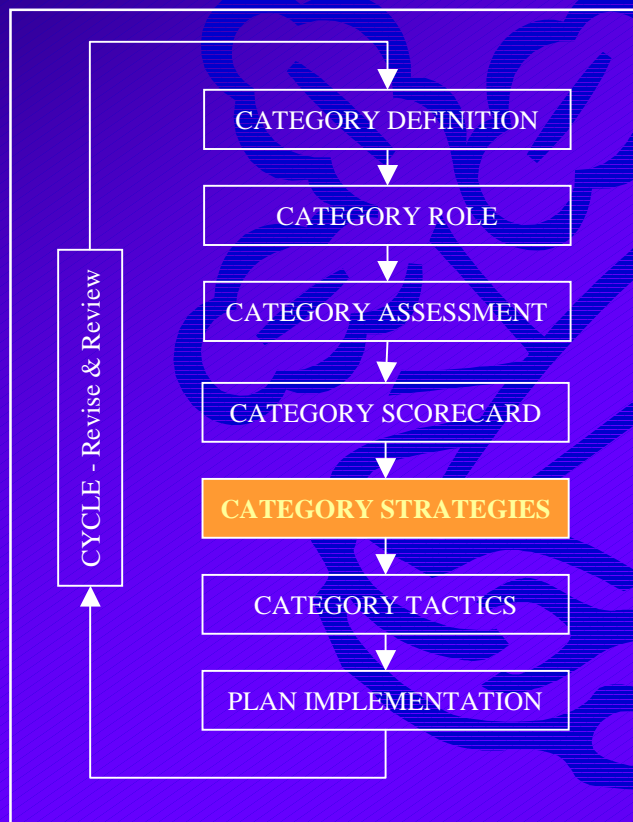 CATEGORY DEFINITION
CATEGORY ROLE
CATEGORY ASSESSMENT
CATEGORY SCORECARD
CATEGORY STRATEGIES
CATEGORY TACTICS
PLAN IMPLEMENTATION
CYCLE - Revise & Review